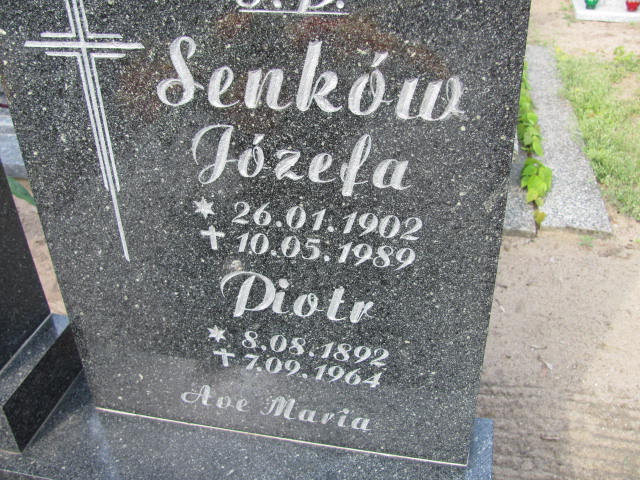 Ś.P.
Senków
Józefa
* 26.01.1902
† 10.05.1989
Piotr
* 8.08.1892
† 7.09.1964
Ave Maria